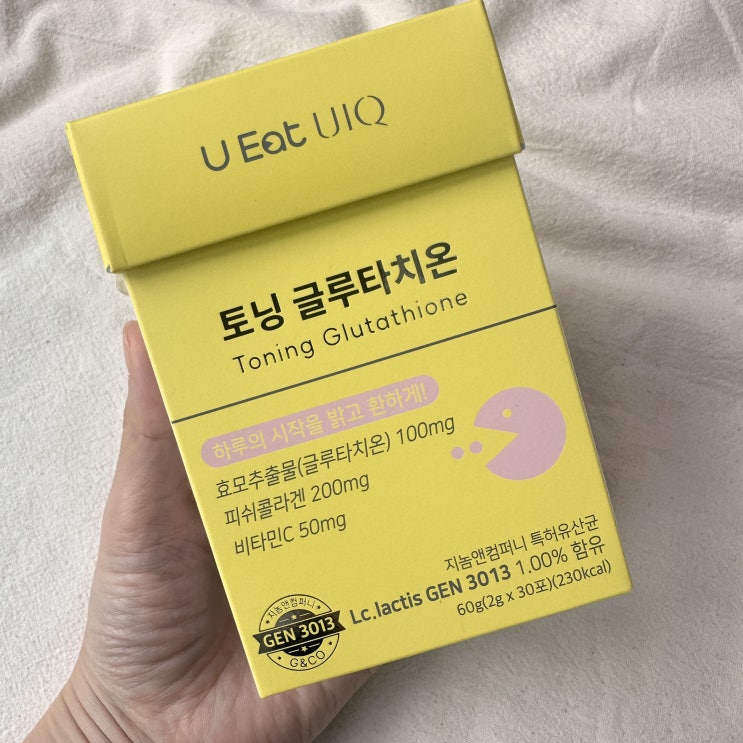 U Eat UIQ
토닝 글루타치온
Toning Glutathione
하루의 시작을 밝고 환하게!
효모추출물(글루타치온) 100mg
피쉬콜라겐 200mg
비타민C 50mg
지놈앤컴퍼니 특허유산균
Lc.lactis GEN 3013 1.00% 함유
60g(2g x 30포)(230kcal)
지놈앤컴퍼니
GEN 3013
G&CO